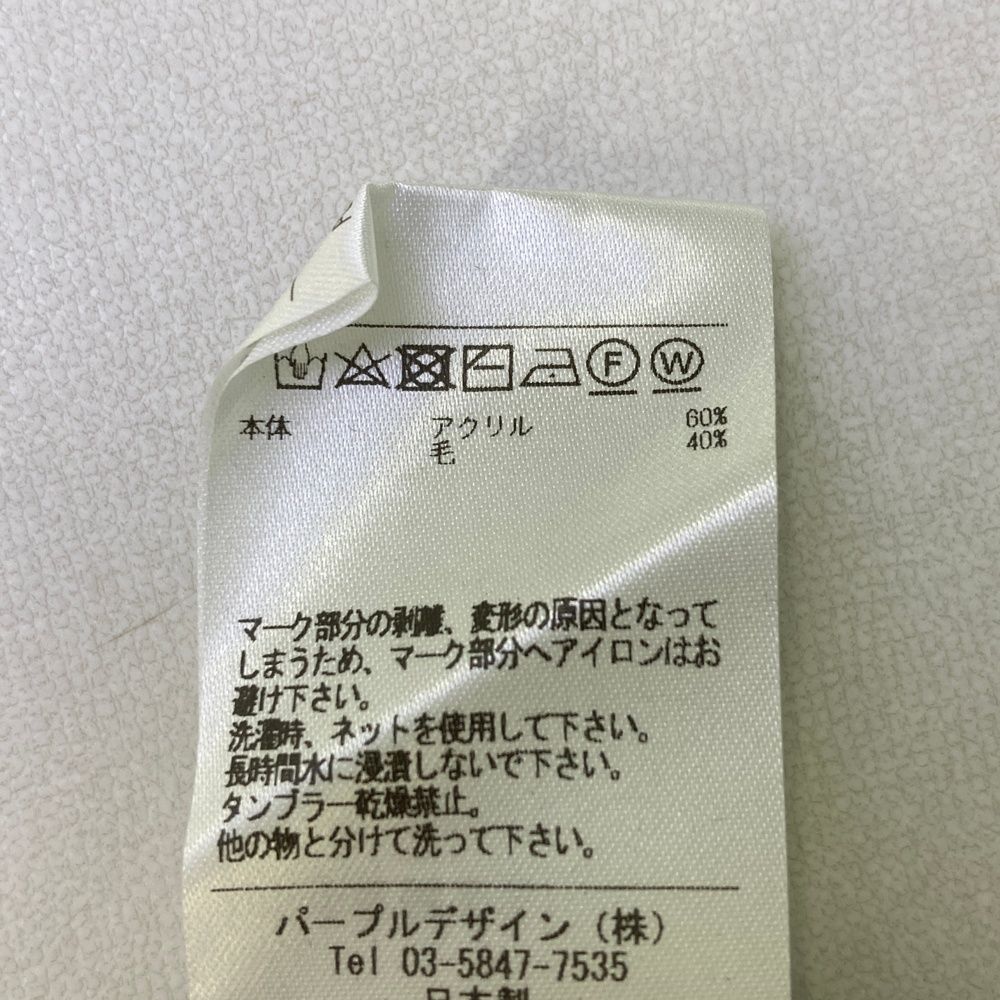 F W
本体 アクリル 60%
毛 40%
マーク部分の剥離、変形の原因となって
しまうため、マーク部分へアイロンはお
避け下さい。
洗濯時、ネットを使用して下さい。
長時間水に浸漬しないで下さい。
タンブラー乾燥禁止。
他の物と分けて洗って下さい。
パープルデザイン(株)
Tel 03-5847-7535
日本製